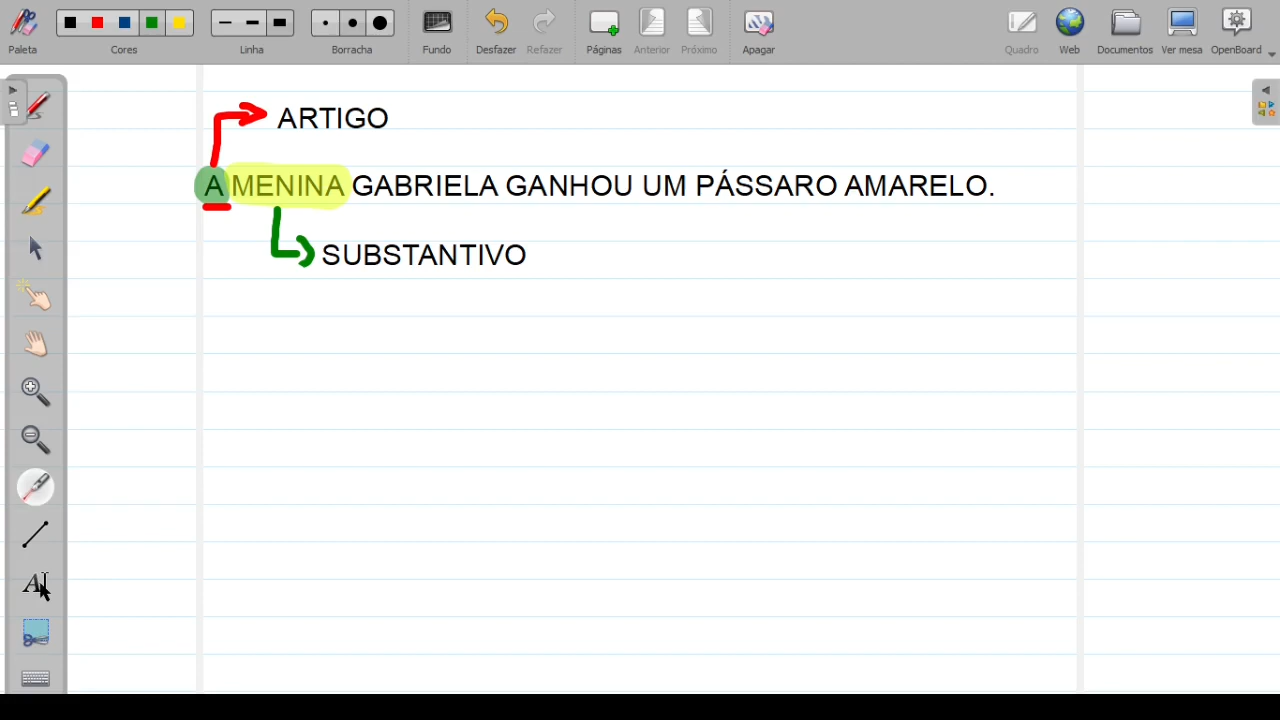 Paleta Cores Linha Borracha Fundo Desfazer Refazer Páginas Anterior Próximo Apagar Quadro Web Documentos Ver mesa OpenBoard
ARTIGO
A MENINA GABRIELA GANHOU UM PÁSSARO AMARELO.
SUBSTANTIVO